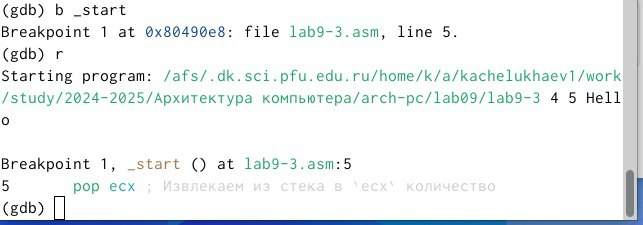 (gdb) b _start
Breakpoint 1 at 0x80490e8: file lab9-3.asm, line 5.
(gdb) r
Starting program: /afs/.dk.sci.pfu.edu.ru/home/k/a/kachelukhaev1/work
/study/2024-2025/Архитектура компьютера/arch-pc/lab09/lab9-3 4 5 Hell
o
Breakpoint 1, _start () at lab9-3.asm:5
5       pop ecx ; Извлекаем из стека в `ecx` количество
(gdb)